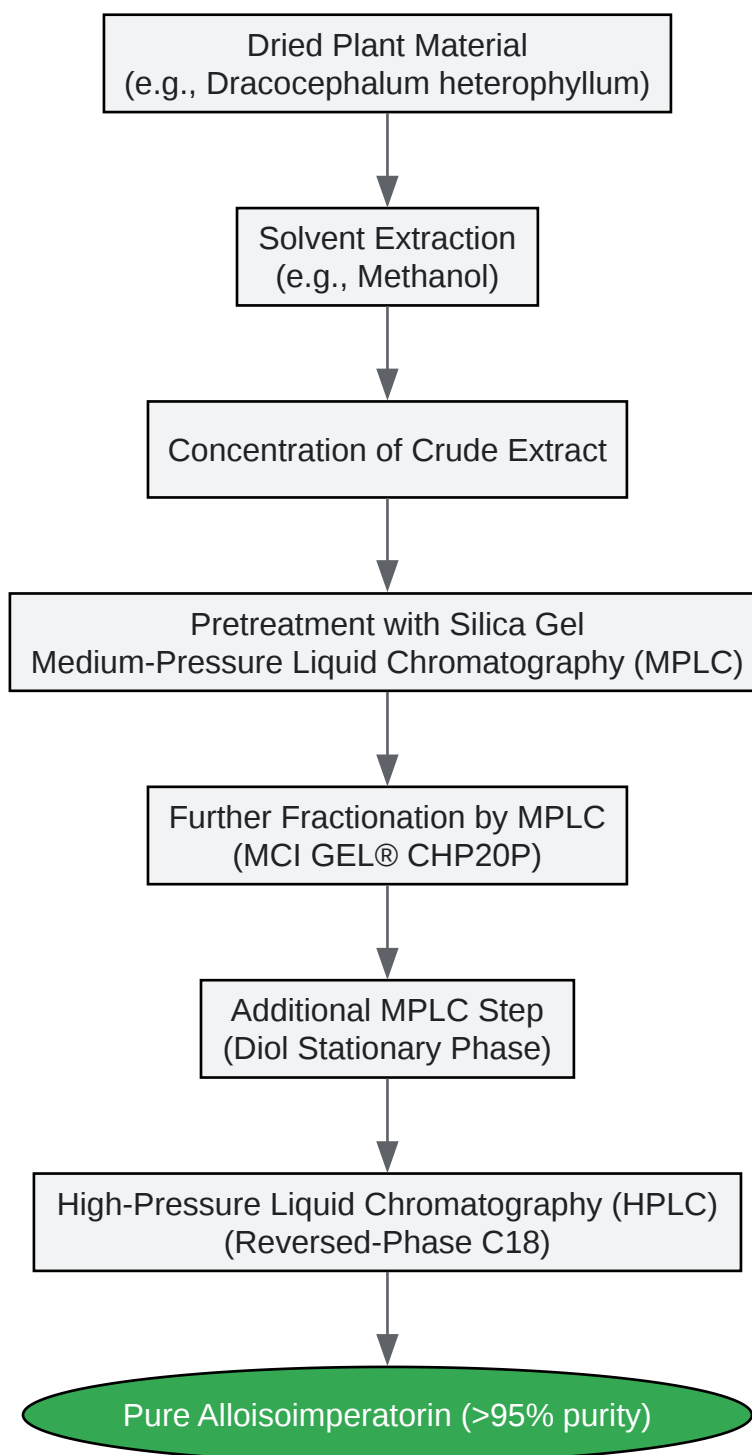 Dried Plant Material
(e.g., Dracocephalum heterophyllum)
Solvent Extraction
(e.g., Methanol)
Concentration of Crude Extract
Pretreatment with Silica Gel
Medium-Pressure Liquid Chromatography (MPLC)
Further Fractionation by MPLC
(MCI GEL® CHP20P)
Additional MPLC Step
(Diol Stationary Phase)
High-Pressure Liquid Chromatography (HPLC)
(Reversed-Phase C18)
Pure Alloisoimperatorin (>95% purity)